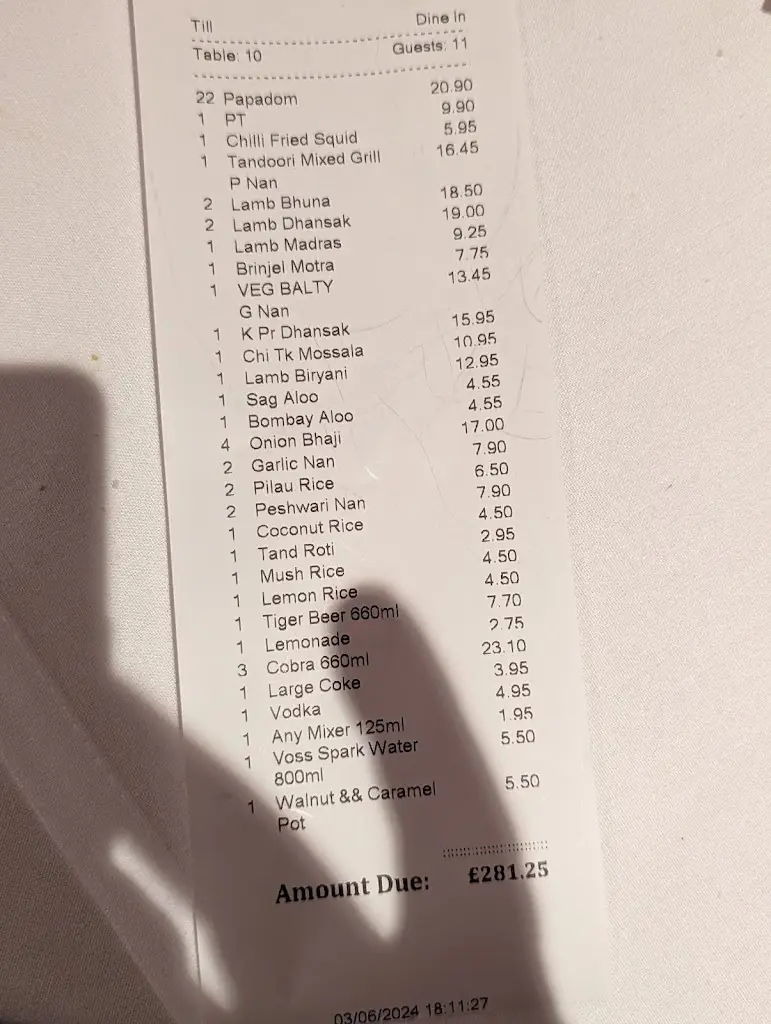 Till Dine In
Table: 10 Guests: 11
22 Papadom 20.90
1 PT 9.90
1 Chilli Fried Squid 5.95
1 Tandoori Mixed Grill 16.45
P Nan
2 Lamb Bhuna 18.50
2 Lamb Dhansak 19.00
1 Lamb Madras 9.25
1 Brinjel Motra 7.75
1 VEG BALTY 13.45
G Nan
1 K Pr Dhansak 15.95
1 Chi Tk Mossala 10.95
1 Lamb Biryani 12.95
1 Sag Aloo 4.55
1 Bombay Aloo 4.55
4 Onion Bhaji 17.00
2 Garlic Nan 7.90
2 Pilau Rice 6.50
2 Peshwari Nan 7.90
1 Coconut Rice 4.50
1 Tand Roti 2.95
1 Mush Rice 4.50
1 Lemon Rice 4.50
1 Tiger Beer 660ml 7.70
1 Lemonade 2.75
3 Cobra 660ml 23.10
1 Large Coke 3.95
1 Vodka 4.95
1 Any Mixer 125ml 1.95
1 Voss Spark Water 5.50
800ml
1 Walnut && Caramel 5.50
Pot
Amount Due: £281.25
03/06/2024 18:11:27